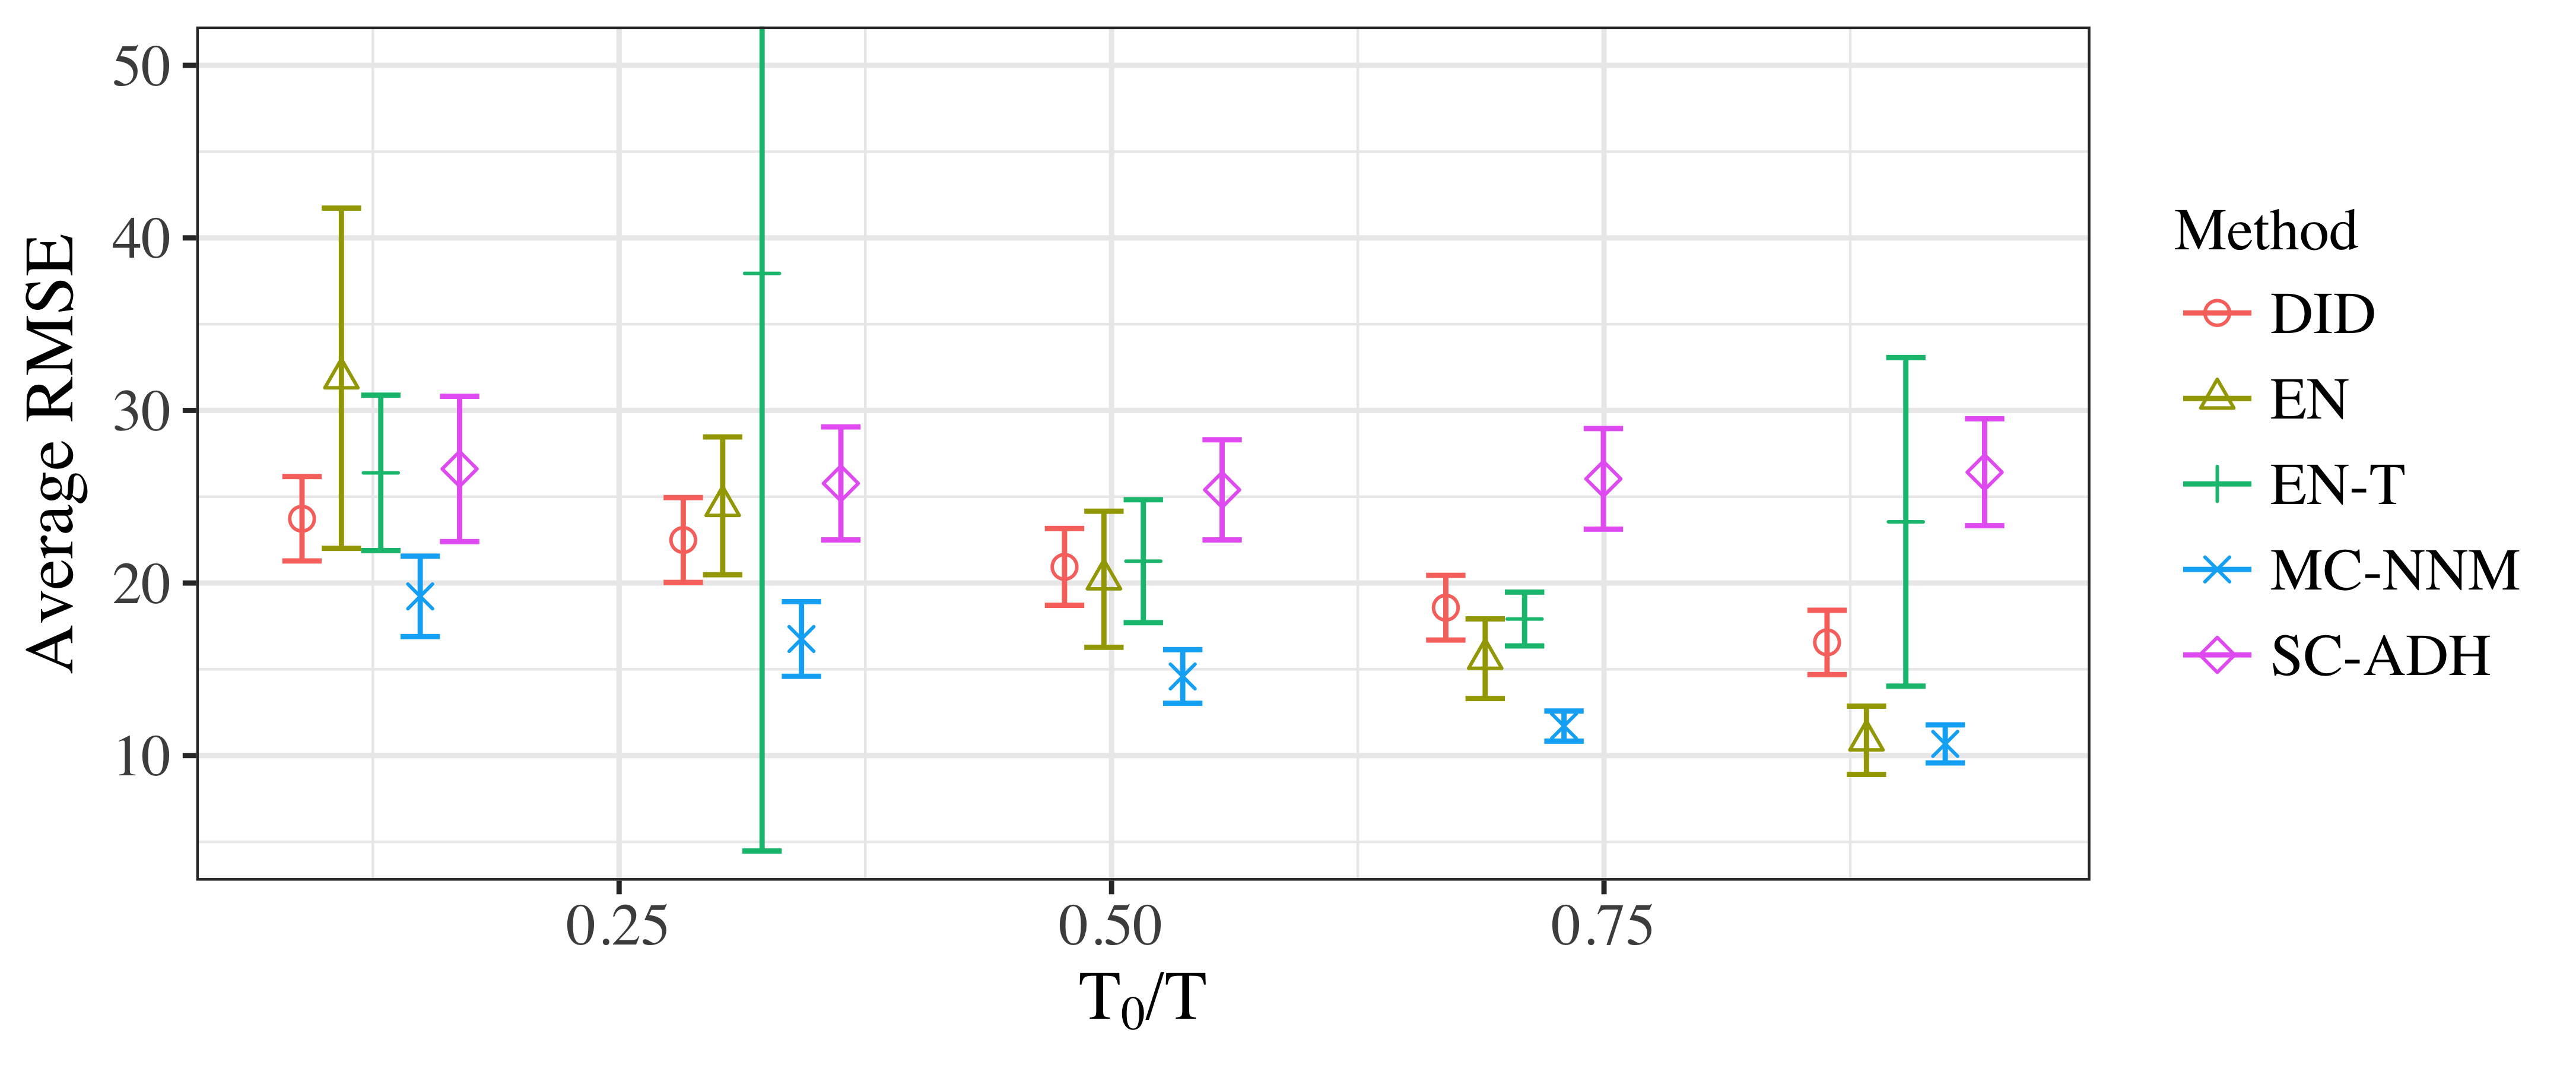 Average RMSE
50
40
30
20
10
0.25
0.50
0.75
T₀/T
Method
DID
EN
EN-T
MC-NNM
SC-ADH